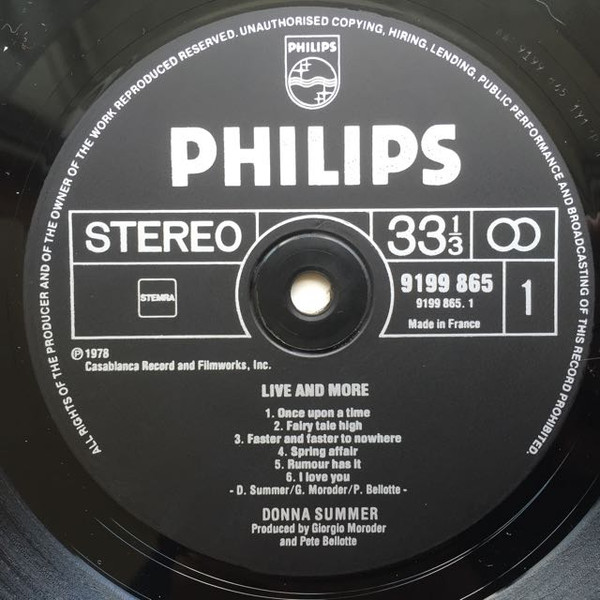 ALL RIGHTS OF THE PRODUCER AND OF THE OWNER OF THE WORK REPRODUCED RESERVED. UNAUTHORISED COPYING, HIRING, LENDING, PUBLIC PERFORMANCE AND BROADCASTING OF THIS RECORD PROHIBITED.
PHILIPS
PHILIPS
STEREO
33 1/3
STEMRA
9199 865
9199 865. 1
Made in France
1
℗ 1978
Casablanca Record and Filmworks, Inc.
LIVE AND MORE
1. Once upon a time
2. Fairy tale high
3. Faster and faster to nowhere
4. Spring affair
5. Rumour has it
6. I love you
- D. Summer/G. Moroder/P. Bellotte -
DONNA SUMMER
Produced by Giorgio Moroder
and Pete Bellotte